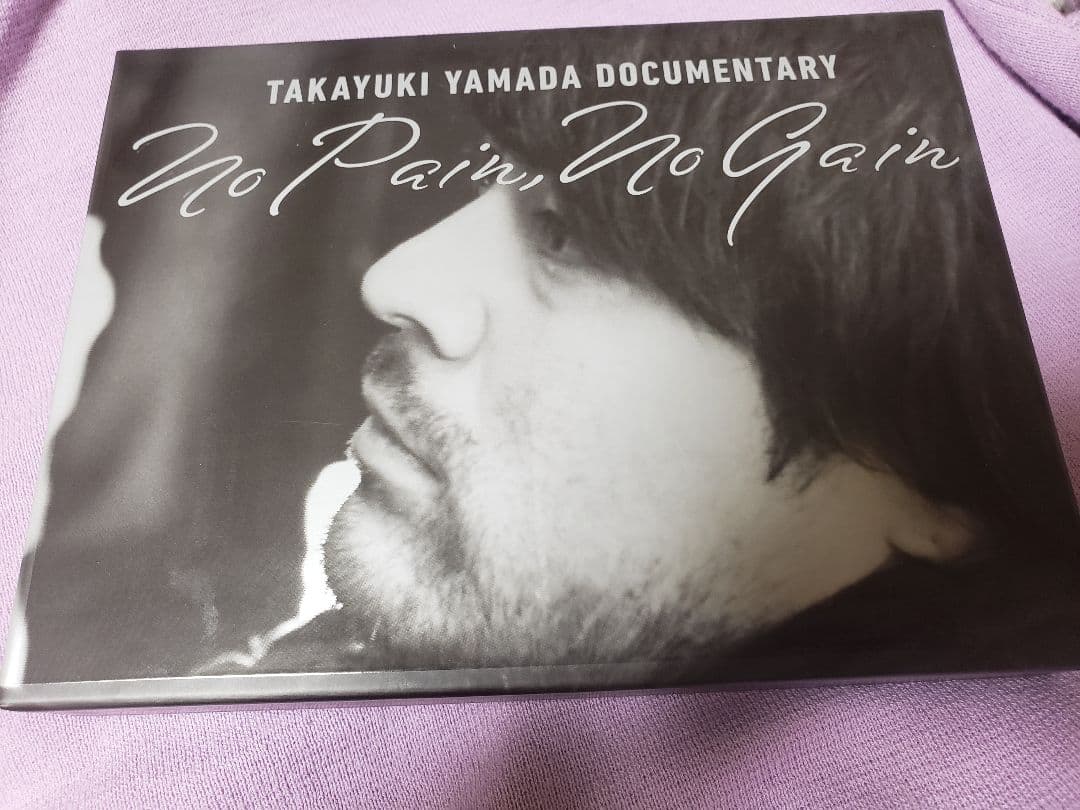 TAKAYUKI YAMADA DOCUMENTARY
No Pain, No Gain